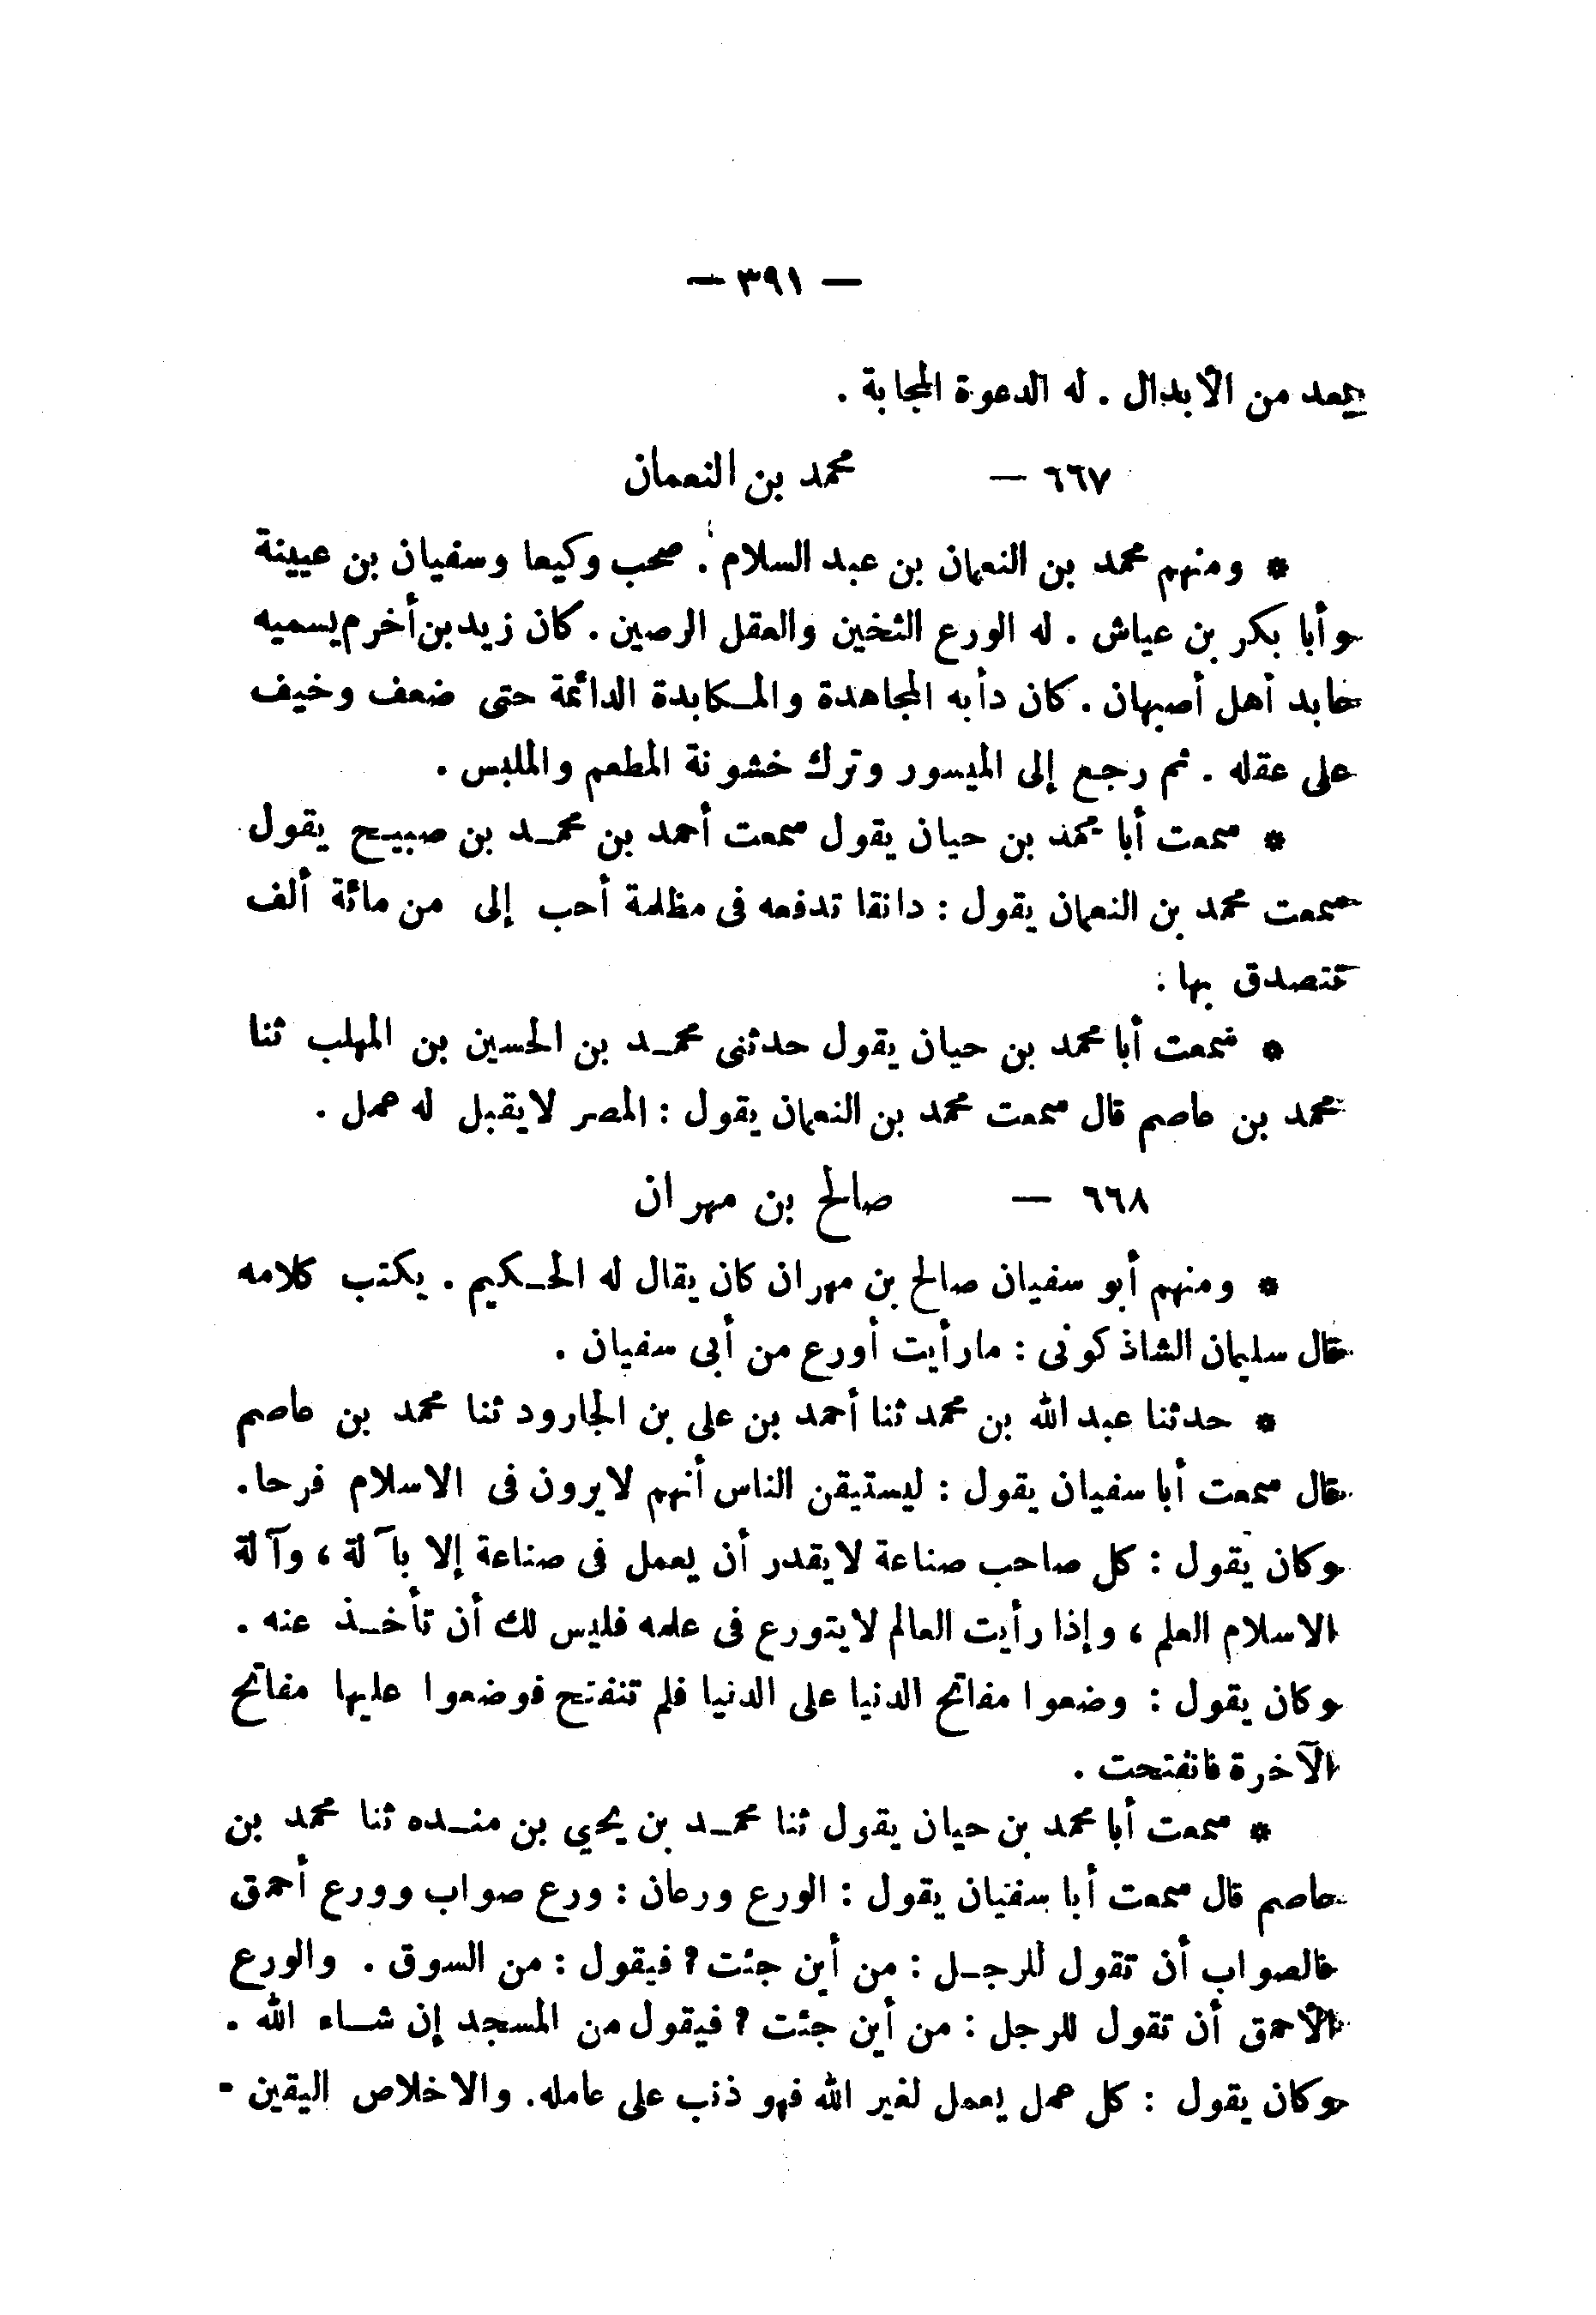 — ٣٩١ —
يعد من الأبدال . له الدعوة المجابة .
٦٦٧ — محمد بن النعمان
* ومنهم محمد بن النعمان بن عبد السلام . صحب وكيعا وسفيان بن عيينة
وأبا بكر بن عياش . له الورع الثخين والعقل الرصين . كان زيد بن أخرم يسميه
عابد أهل أصبهان . كان دأبه المجاهدة والمكابدة الدائمة حتى ضعف وخيف
على عقله . ثم رجع إلى الميسور وترك خشونة المطعم والملبس .
* سمعت أبا محمد بن حيان يقول سمعت أحمد بن محمد بن صبيح يقول
سمعت محمد بن النعمان يقول : دانقا تدفعه فى مظلمة أحب إلى من مائة ألف
تتصدق بها .
* سمعت أبا محمد بن حيان يقول حدثنى محمد بن الحسين بن المهلب ثنا
محمد بن عاصم قال سمعت محمد بن النعمان يقول : المصر لايقبل له عمل .
٦٦٨ — صالح بن مهران
* ومنهم أبو سفيان صالح بن مهران كان يقال له الحكيم . يكتب كلامه
قال سليمان الشاذكونى : مارأيت أورع من أبى سفيان .
* حدثنا عبد الله بن محمد ثنا أحمد بن على بن الجارود ثنا محمد بن عاصم
قال سمعت أبا سفيان يقول : ليستيقن الناس أنهم لايرون فى الاسلام فرحا .
وكان يقول : كل صاحب صناعة لايقدر أن يعمل فى صناعة إلا بآلة ، وآلة
الاسلام العلم ، وإذا رأيت العالم لايتورع فى علمه فليس لك أن تأخذ عنه .
وكان يقول : وضعوا مفاتح الدنيا على الدنيا فلم تنفتح فوضعوا عليها مفاتح
الآخرة فانفتحت .
* سمعت أبا محمد بن حيان يقول ثنا محمد بن يحيي بن منده ثنا محمد بن
عاصم قال سمعت أبا سفيان يقول : الورع ورعان : ورع صواب وورع أحمق
فالصواب أن تقول للرجل : من أين جئت ؟ فيقول : من السوق . والورع
الأحمق أن تقول للرجل : من أين جئت ؟ فيقول من المسجد إن شاء الله .
وكان يقول : كل عمل يعمل لغير الله فهو ذنب على عامله . والاخلاص اليقين -